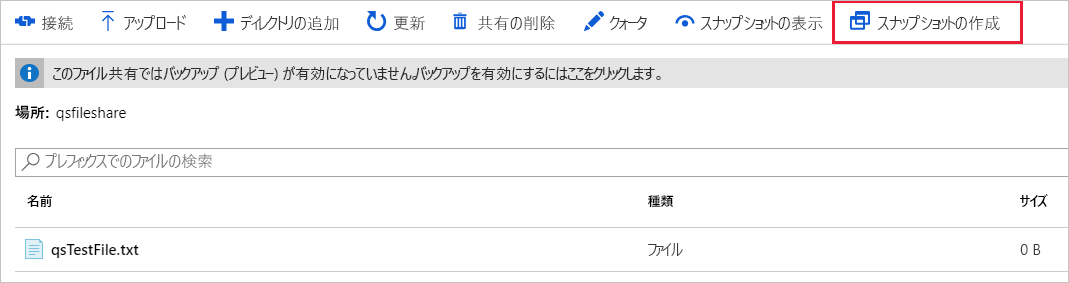 接続 アップロード ディレクトリの追加 更新 共有の削除 クォータ スナップショットの表示 スナップショットの作成
このファイル共有ではバックアップ (プレビュー) が有効になっていません。バックアップを有効にするにはここをクリックします。
場所: qsfileshare
プレフィックスでのファイルの検索
名前 種類 サイズ
qsTestFile.txt ファイル 0 B